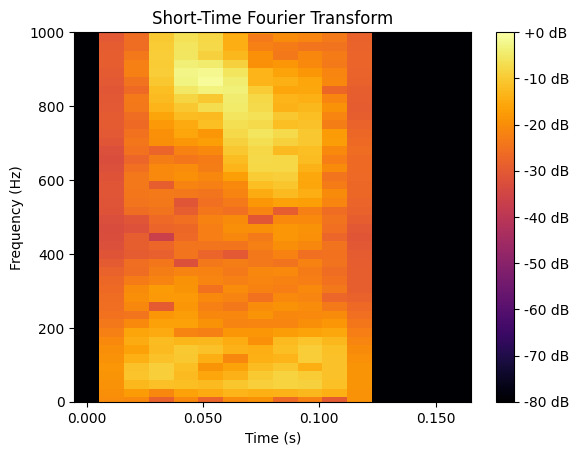 Short-Time Fourier Transform
1000
800
600
400
200
0
Frequency (Hz)
0.000
0.050
0.100
0.150
Time (s)
+0 dB
-10 dB
-20 dB
-30 dB
-40 dB
-50 dB
-60 dB
-70 dB
-80 dB